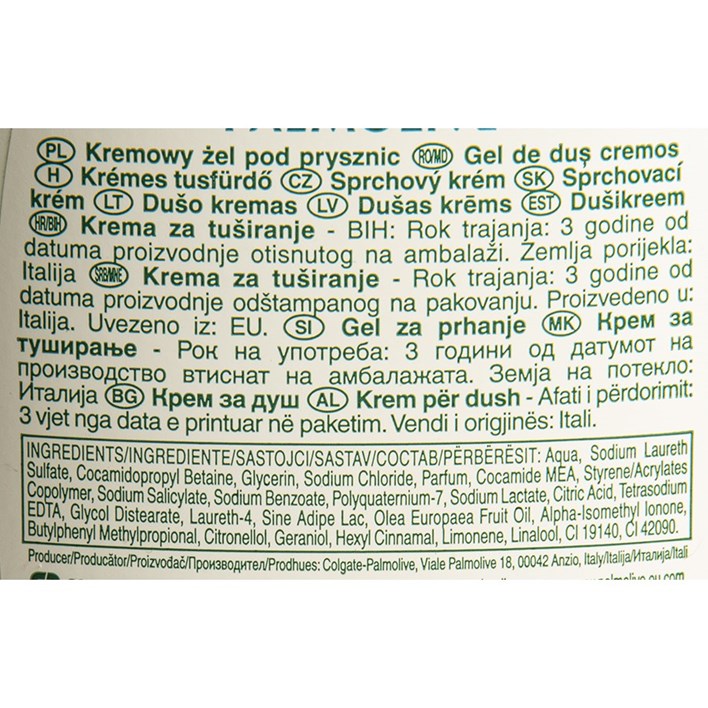 PALMOLIVE
PL Kremowy żel pod prysznic RO/MD Gel de duș cremos
H Krémes tusfürdő CZ Sprchový krém SK Sprchovací
krém LT Dušo kremas LV Dušas krēms EST Dušikreem
HR/BIH Krema za tuširanje - BIH: Rok trajanja: 3 godine od
datuma proizvodnje otisnutog na ambalaži. Zemlja porijekla:
Italija SRB/MNE Krema za tuširanje - Rok trajanja: 3 godine od
datuma proizvodnje odštampanog na pakovanju. Proizvedeno u:
Italija. Uvezeno iz: EU. SI Gel za prhanje MK Крем за
туширање - Рок на употреба: 3 години од датумот на
производство втиснат на амбалажата. Земја на потекло:
Италија BG Крем за душ AL Krem për dush - Afati i përdorimit:
3 vjet nga data e printuar në paketim. Vendi i origjinës: Itali.
INGREDIENTS/INGREDIENTE/SASTOJCI/SASTAV/СОСТАВ/PËRBËRËSIT: Aqua, Sodium Laureth
Sulfate, Cocamidopropyl Betaine, Glycerin, Sodium Chloride, Parfum, Cocamide MEA, Styrene/Acrylates
Copolymer, Sodium Salicylate, Sodium Benzoate, Polyquaternium-7, Sodium Lactate, Citric Acid, Tetrasodium
EDTA, Glycol Distearate, Laureth-4, Sine Adipe Lac, Olea Europaea Fruit Oil, Alpha-Isomethyl Ionone,
Butylphenyl Methylpropional, Citronellol, Geraniol, Hexyl Cinnamal, Limonene, Linalool, CI 19140, CI 42090.
Producer/Producător/Proizvođač/Производител/Prodhues: Colgate-Palmolive, Viale Palmolive 18, 00042 Anzio, Italy/Italija/Италија/Itali